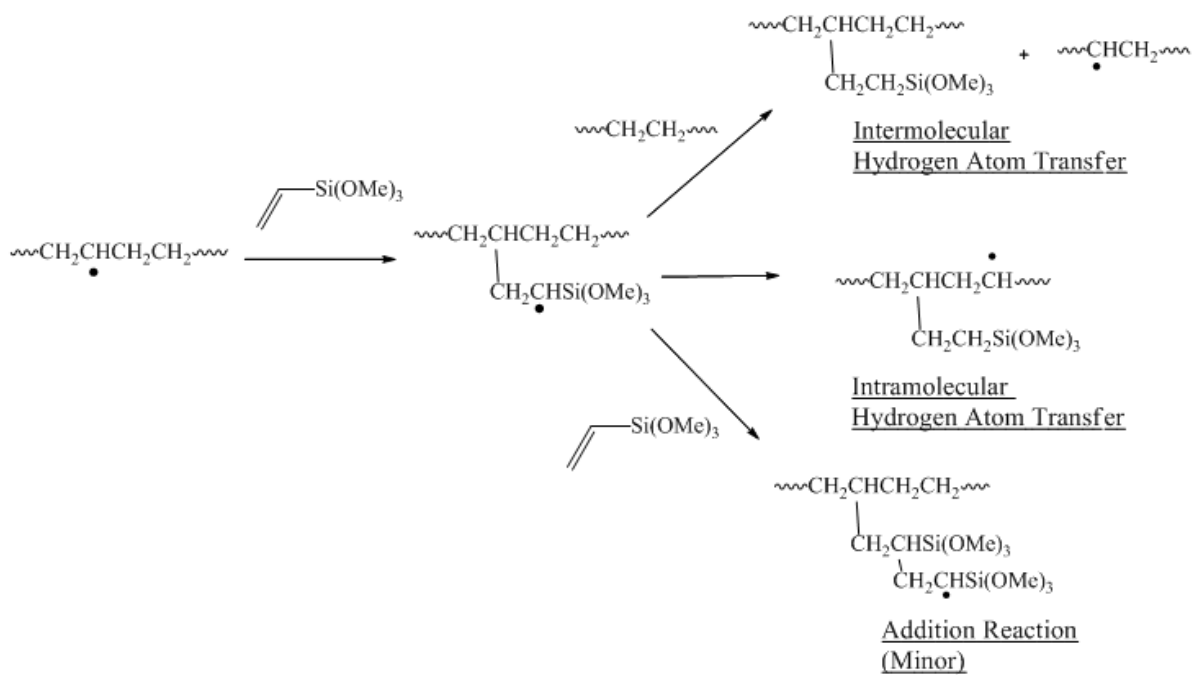 CH₂CHCH₂CH₂
CH₂CH₂Si(OMe)₃
+
CHCH₂
Intermolecular
Hydrogen Atom Transfer
CH₂CH₂
Si(OMe)₃
CH₂CHCH₂CH₂
CH₂CHCH₂CH₂
CH₂CHSi(OMe)₃
CH₂CHCH₂CH
CH₂CH₂Si(OMe)₃
Intramolecular
Hydrogen Atom Transfer
Si(OMe)₃
CH₂CHCH₂CH₂
CH₂CHSi(OMe)₃
CH₂CHSi(OMe)₃
Addition Reaction
(Minor)